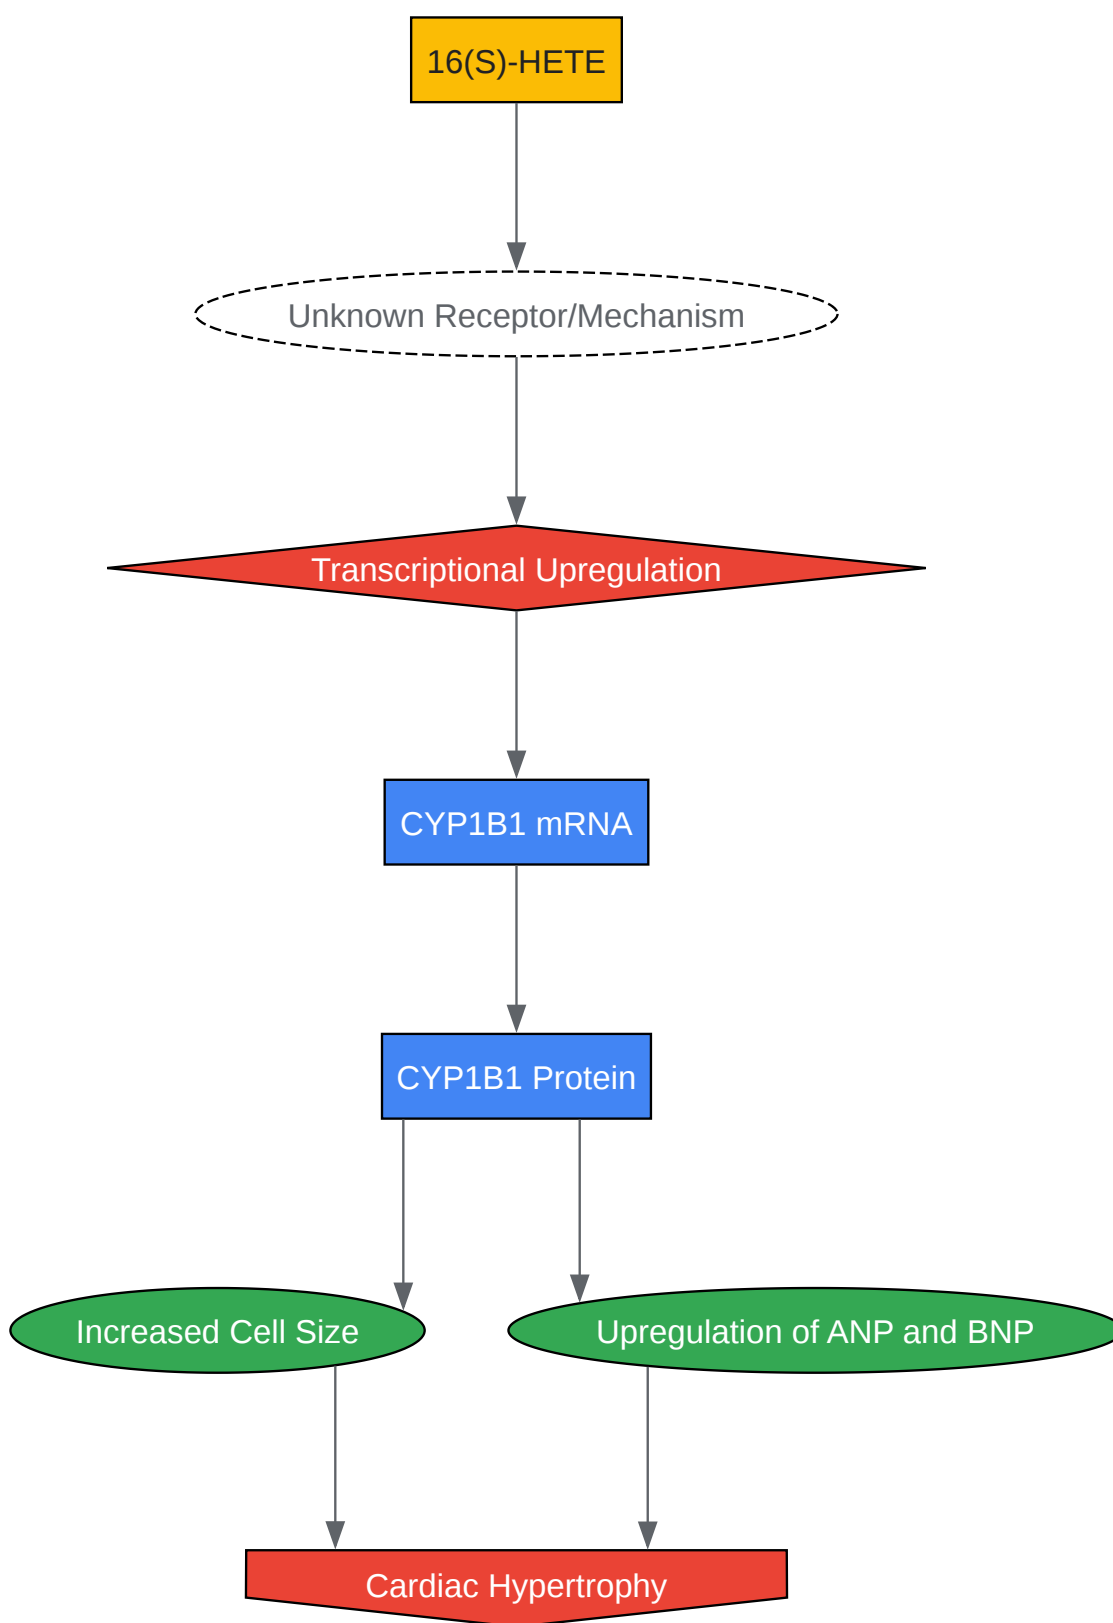 16(S)-HETE
Unknown Receptor/Mechanism
Transcriptional Upregulation
CYP1B1 mRNA
CYP1B1 Protein
Increased Cell Size
Upregulation of ANP and BNP
Cardiac Hypertrophy